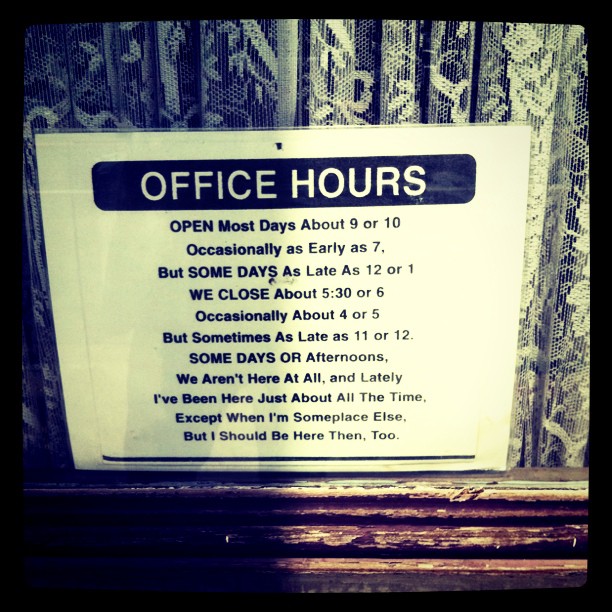 OFFICE HOURS
OPEN Most Days About 9 or 10
Occasionally as Early as 7,
But SOME DAYS As Late As 12 or 1
WE CLOSE About 5:30 or 6
Occasionally About 4 or 5
But Sometimes As Late as 11 or 12.
SOME DAYS OR Afternoons,
We Aren't Here At All, and Lately
I've Been Here Just About All The Time,
Except When I'm Someplace Else,
But I Should Be Here Then, Too.